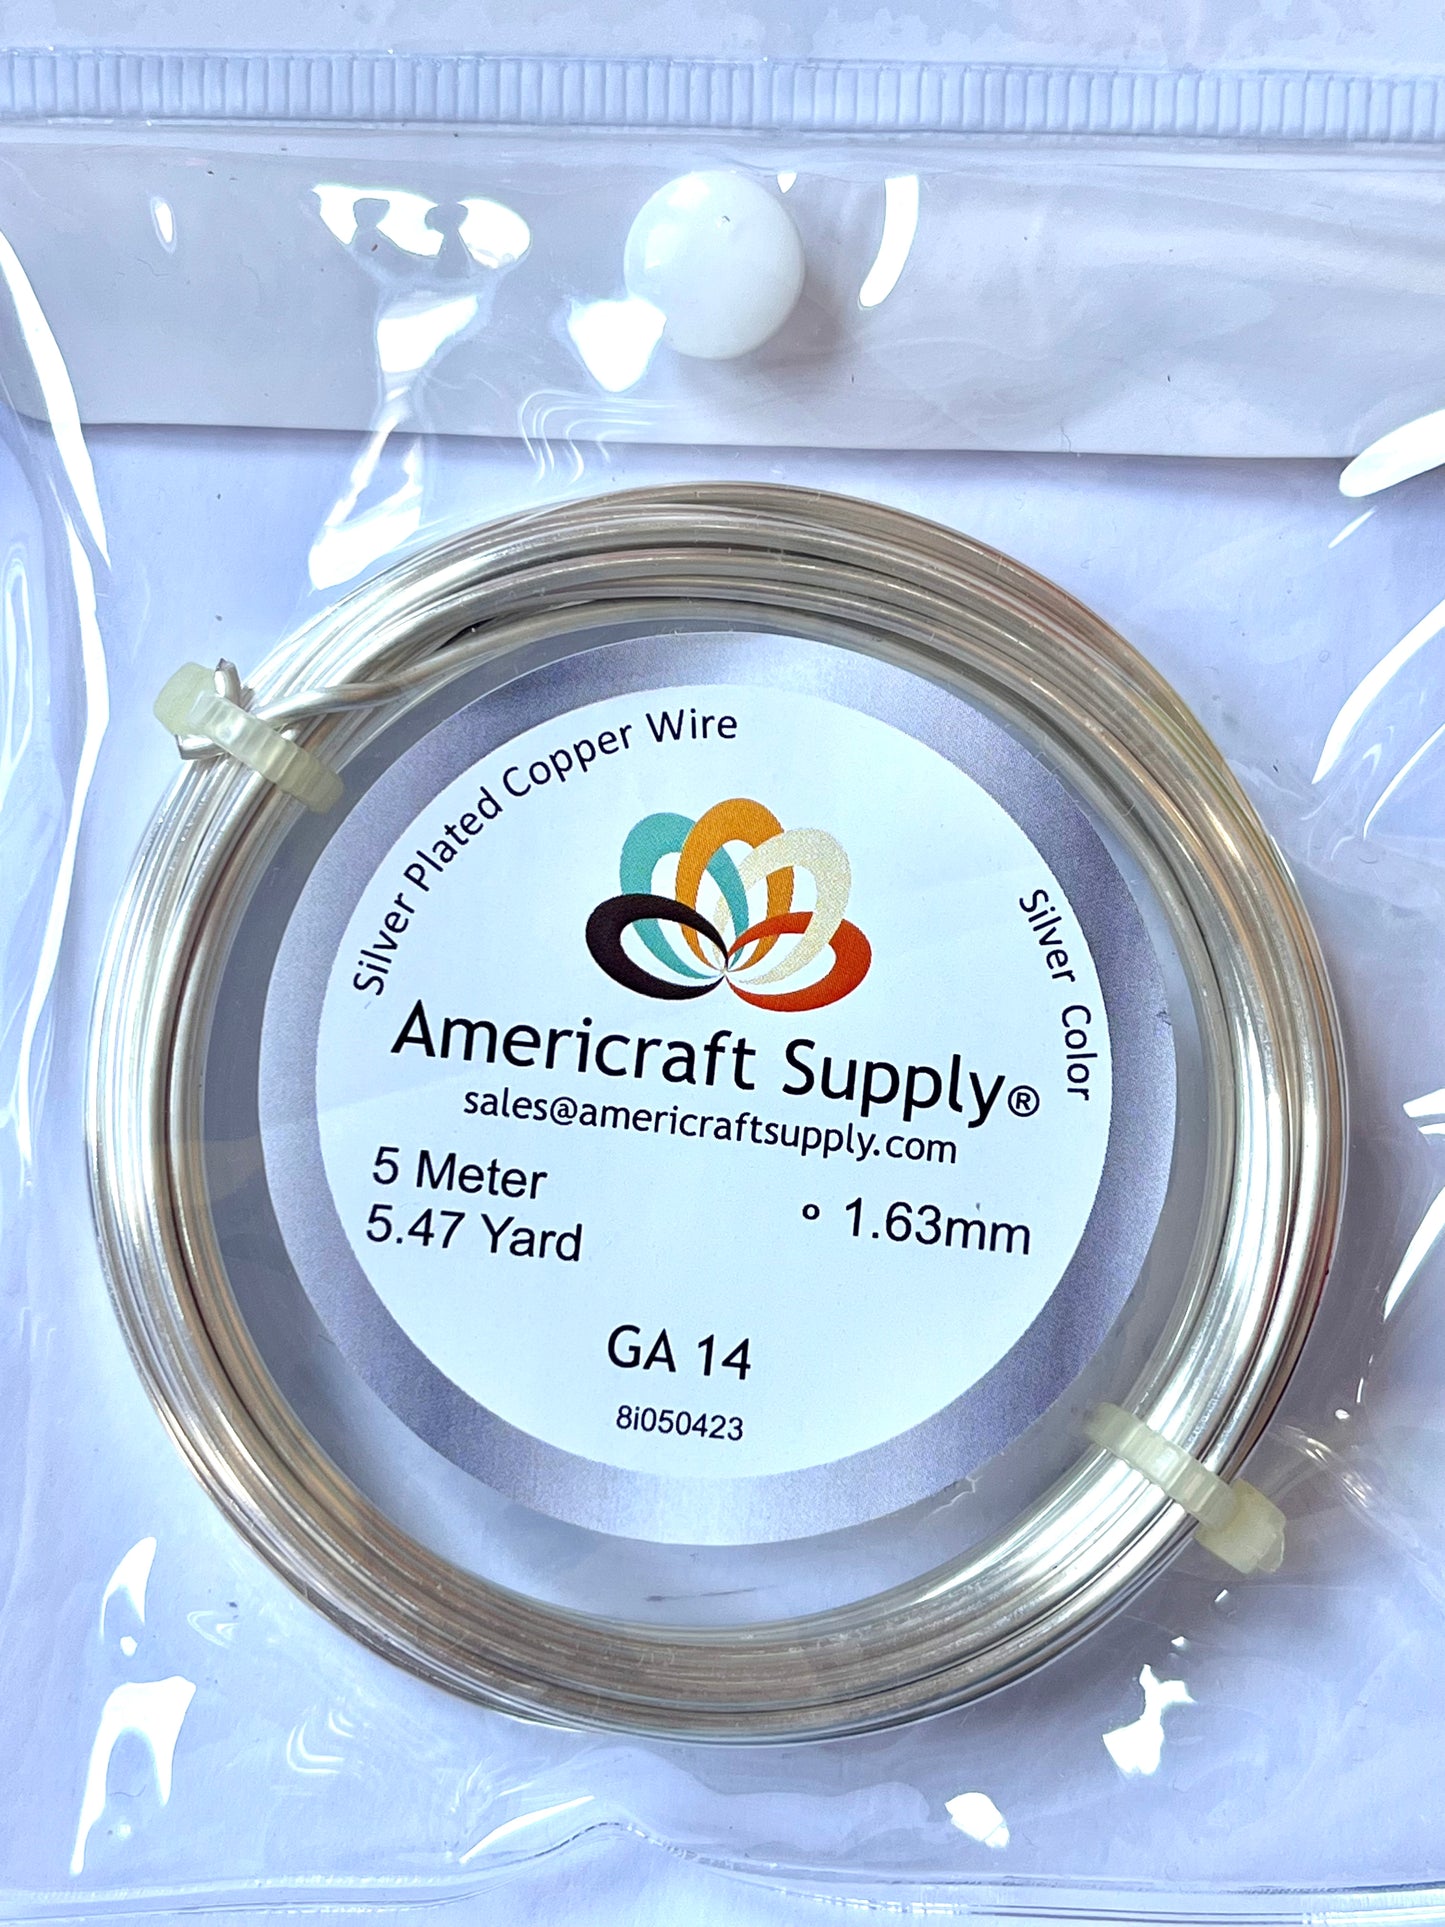 Silver Plated Copper Wire
Silver Color
Americraft Supply®
sales@americraftsupply.com
5 Meter
5.47 Yard
° 1.63mm
GA 14
8i050423